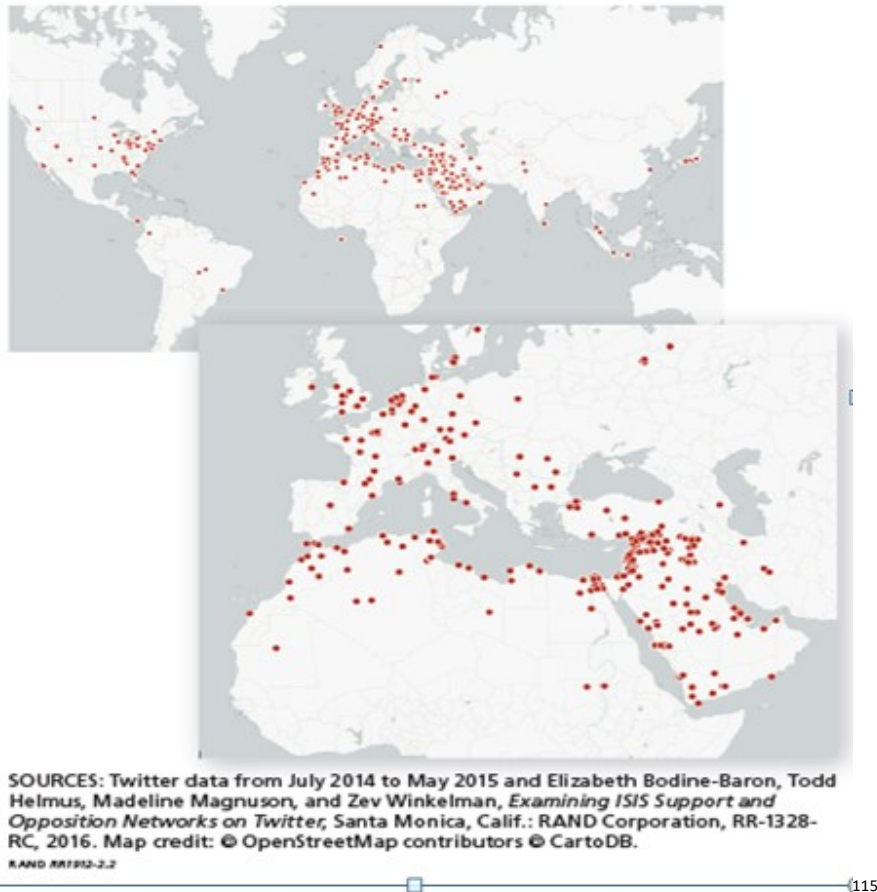 SOURCES: Twitter data from July 2014 to May 2015 and Elizabeth Bodine-Baron, Todd
Helmus, Madeline Magnuson, and Zev Winkelman, Examining ISIS Support and
Opposition Networks on Twitter, Santa Monica, Calif.: RAND Corporation, RR-1328-
RC, 2016. Map credit: © OpenStreetMap contributors © CartoDB.
RAND RR1912-2.2
115